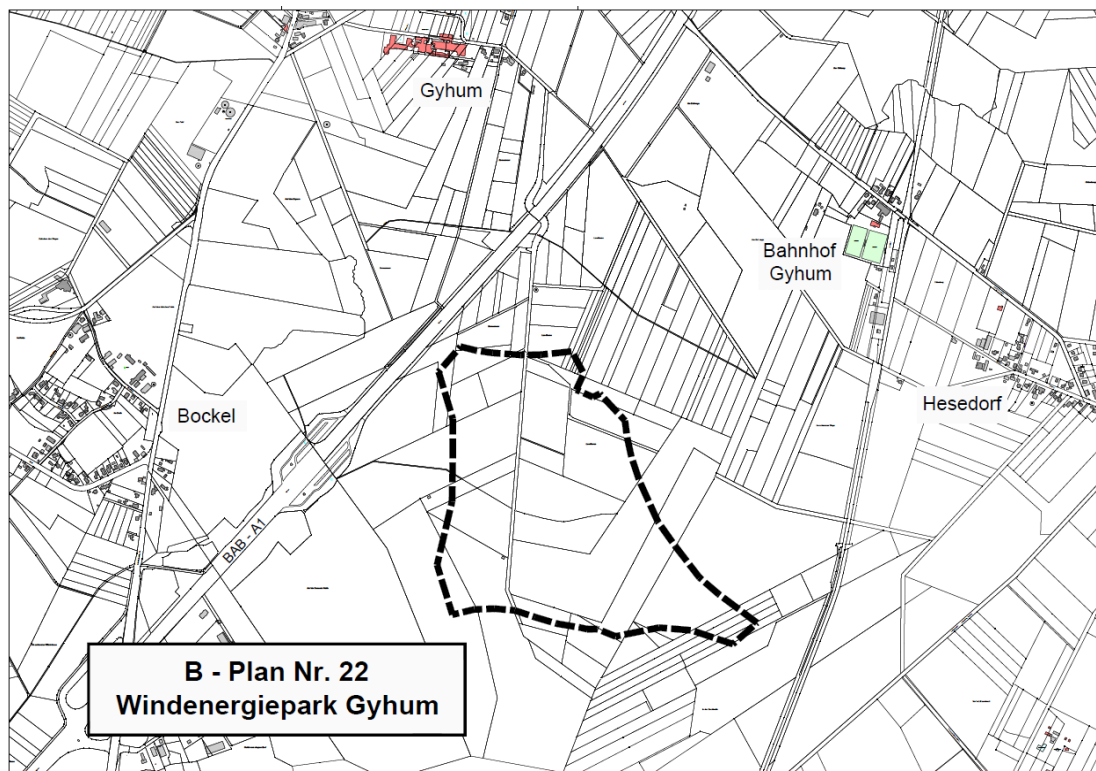 Gyhum
Bahnhof
Gyhum
Hesedorf
Bockel
BAB - A1
B - Plan Nr. 22
Windenergiepark Gyhum